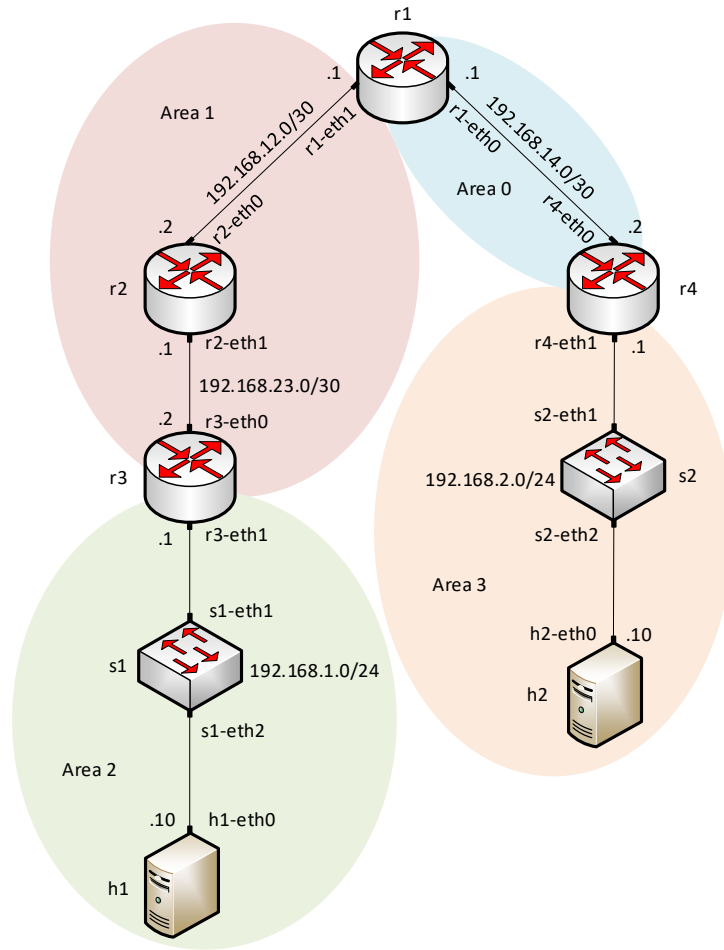 r1
.1
.1
Area 1
192.168.12.0/30
r1-eth1
r1-eth0
192.168.14.0/30
Area 0
.2
r2-eth0
r4-eth0
.2
r2
r4
.1
r2-eth1
r4-eth1
.1
192.168.23.0/30
.2
r3-eth0
s2-eth1
r3
192.168.2.0/24
s2
.1
r3-eth1
s2-eth2
Area 3
s1-eth1
h2-eth0
.10
s1
192.168.1.0/24
h2
s1-eth2
Area 2
.10
h1-eth0
h1